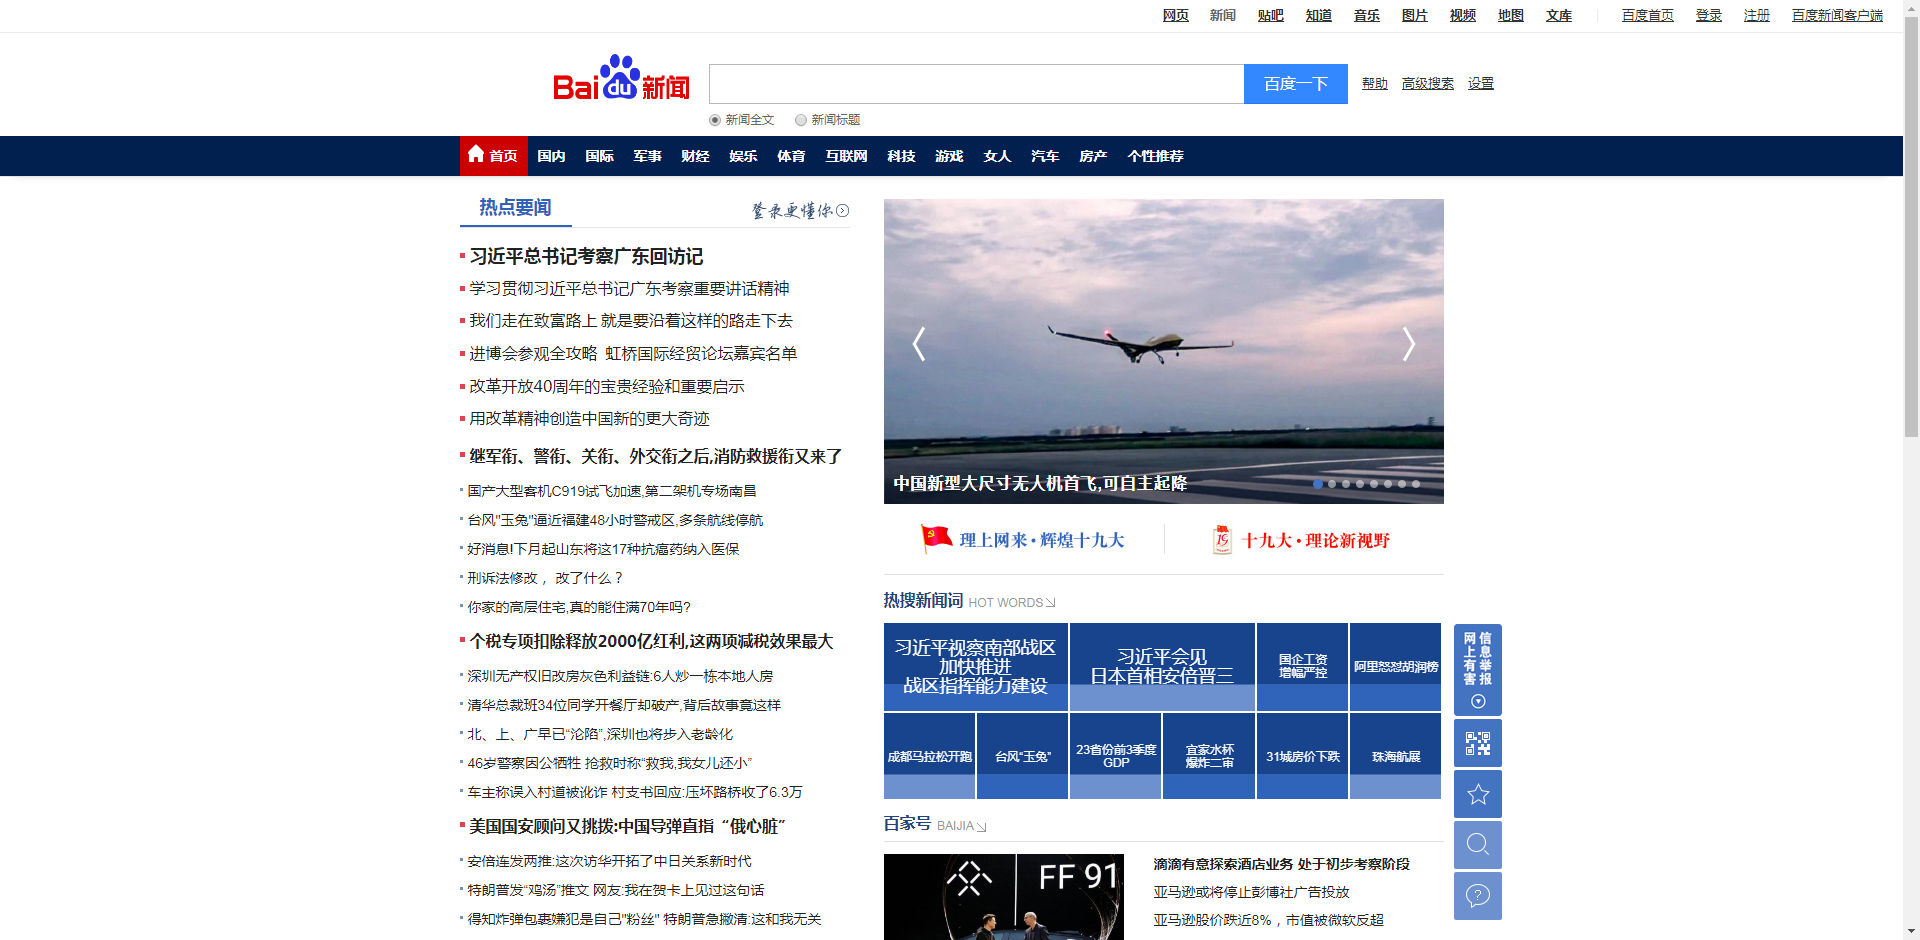 网页 新闻 贴吧 知道 音乐 图片 视频 地图 文库 百度首页 登录 注册 百度新闻客户端
Bai du 新闻
百度一下 帮助 高级搜索 设置
新闻全文 新闻标题
首页 国内 国际 军事 财经 娱乐 体育 互联网 科技 游戏 女人 汽车 房产 个性推荐
热点要闻
登录更懂你
习近平总书记考察广东回访记
学习贯彻习近平总书记广东考察重要讲话精神
我们走在致富路上 就是要沿着这样的路走下去
进博会参观全攻略 虹桥国际经贸论坛嘉宾名单
改革开放40周年的宝贵经验和重要启示
用改革精神创造中国新的更大奇迹
继军衔、警衔、关衔、外交衔之后,消防救援衔又来了
国产大型客机C919试飞加速,第二架机专场南昌
台风"玉兔"逼近福建48小时警戒区,多条航线停航
好消息!下月起山东将这17种抗癌药纳入医保
刑诉法修改 ，改了什么？
你家的高层住宅,真的能住满70年吗?
个税专项扣除释放2000亿红利,这两项减税效果最大
深圳无产权旧改房灰色利益链:6人炒一栋本地人房
清华总裁班34位同学开餐厅却破产,背后故事竟这样
北、上、广早已“沦陷”,深圳也将步入老龄化
46岁警察因公牺牲 抢救时称“救我,我女儿还小”
车主称误入村道被讹诈 村支书回应:压坏路桥收了6.3万
美国国安顾问又挑拨:中国导弹直指“俄心脏”
安倍连发两推:这次访华开拓了中日关系新时代
特朗普发“鸡汤”推文 网友:我在贺卡上见过这句话
得知炸弹包裹嫌犯是自己"粉丝" 特朗普急撇清:这和我无关
中国新型大尺寸无人机首飞,可自主起降
理上网来·辉煌十九大
19
十九大·理论新视野
热搜新闻词 HOT WORDS
习近平视察南部战区
加快推进
战区指挥能力建设
习近平会见
日本首相安倍晋三
国企工资
增幅严控
阿里怒怼胡润榜
成都马拉松开跑
台风“玉兔”
23省份前3季度
GDP
宜家水杯
爆炸二审
31城房价下跌
珠海航展
百家号 BAIJIA
FF 91
滴滴有意探索酒店业务 处于初步考察阶段
亚马逊或将停止彭博社广告投放
亚马逊股价跌近8%，市值被微软反超
网上有害
信息举报